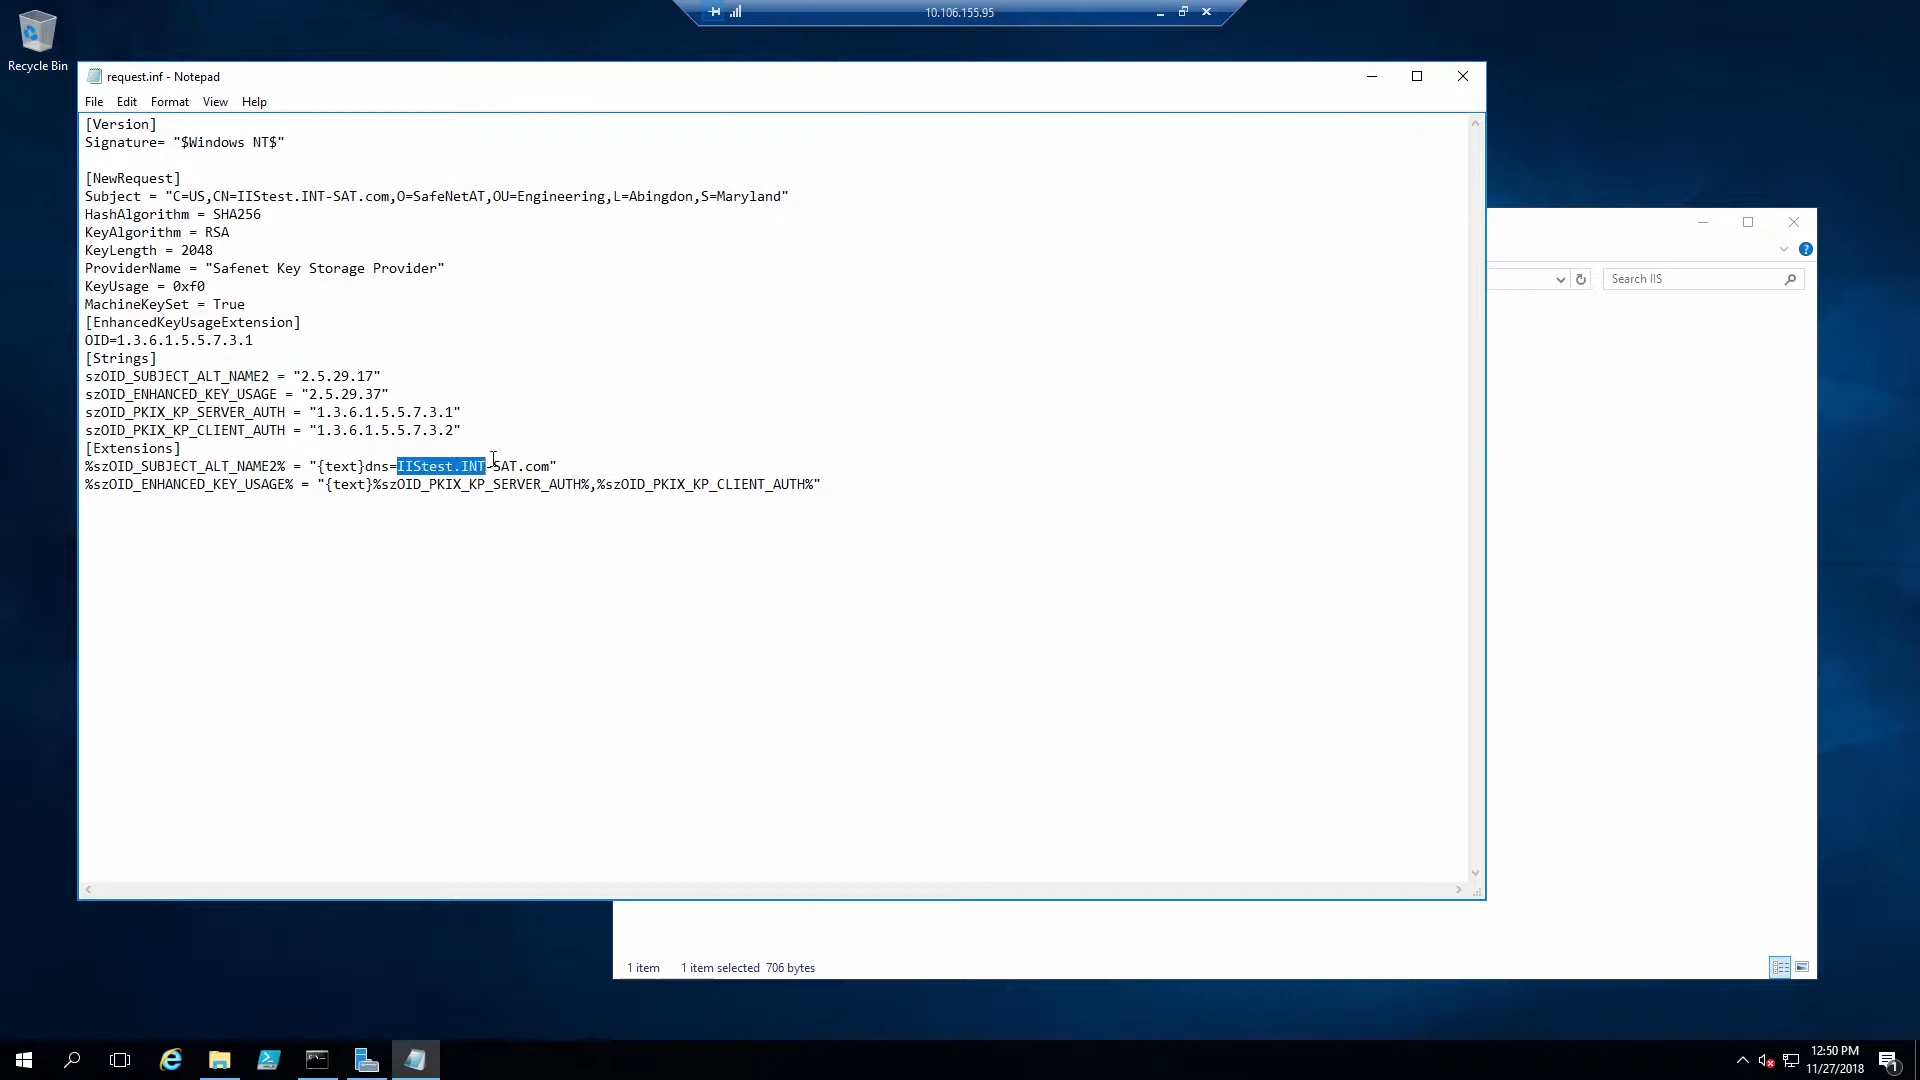 10.106.155.95
Recycle Bin
request.inf - Notepad
File Edit Format View Help
[Version]
Signature= "$Windows NT$"
[NewRequest]
Subject = "C=US,CN=IIStest.INT-SAT.com,O=SafeNetAT,OU=Engineering,L=Abingdon,S=Maryland"
HashAlgorithm = SHA256
KeyAlgorithm = RSA
KeyLength = 2048
ProviderName = "Safenet Key Storage Provider"
KeyUsage = 0xf0
MachineKeySet = True
[EnhancedKeyUsageExtension]
OID=1.3.6.1.5.5.7.3.1
[Strings]
szOID_SUBJECT_ALT_NAME2 = "2.5.29.17"
szOID_ENHANCED_KEY_USAGE = "2.5.29.37"
szOID_PKIX_KP_SERVER_AUTH = "1.3.6.1.5.5.7.3.1"
szOID_PKIX_KP_CLIENT_AUTH = "1.3.6.1.5.5.7.3.2"
[Extensions]
%szOID_SUBJECT_ALT_NAME2% = "{text}dns=IIStest.INT-SAT.com"
%szOID_ENHANCED_KEY_USAGE% = "{text}%szOID_PKIX_KP_SERVER_AUTH%,%szOID_PKIX_KP_CLIENT_AUTH%"
Search IIS
1 item 1 item selected 706 bytes
12:50 PM
11/27/2018
1